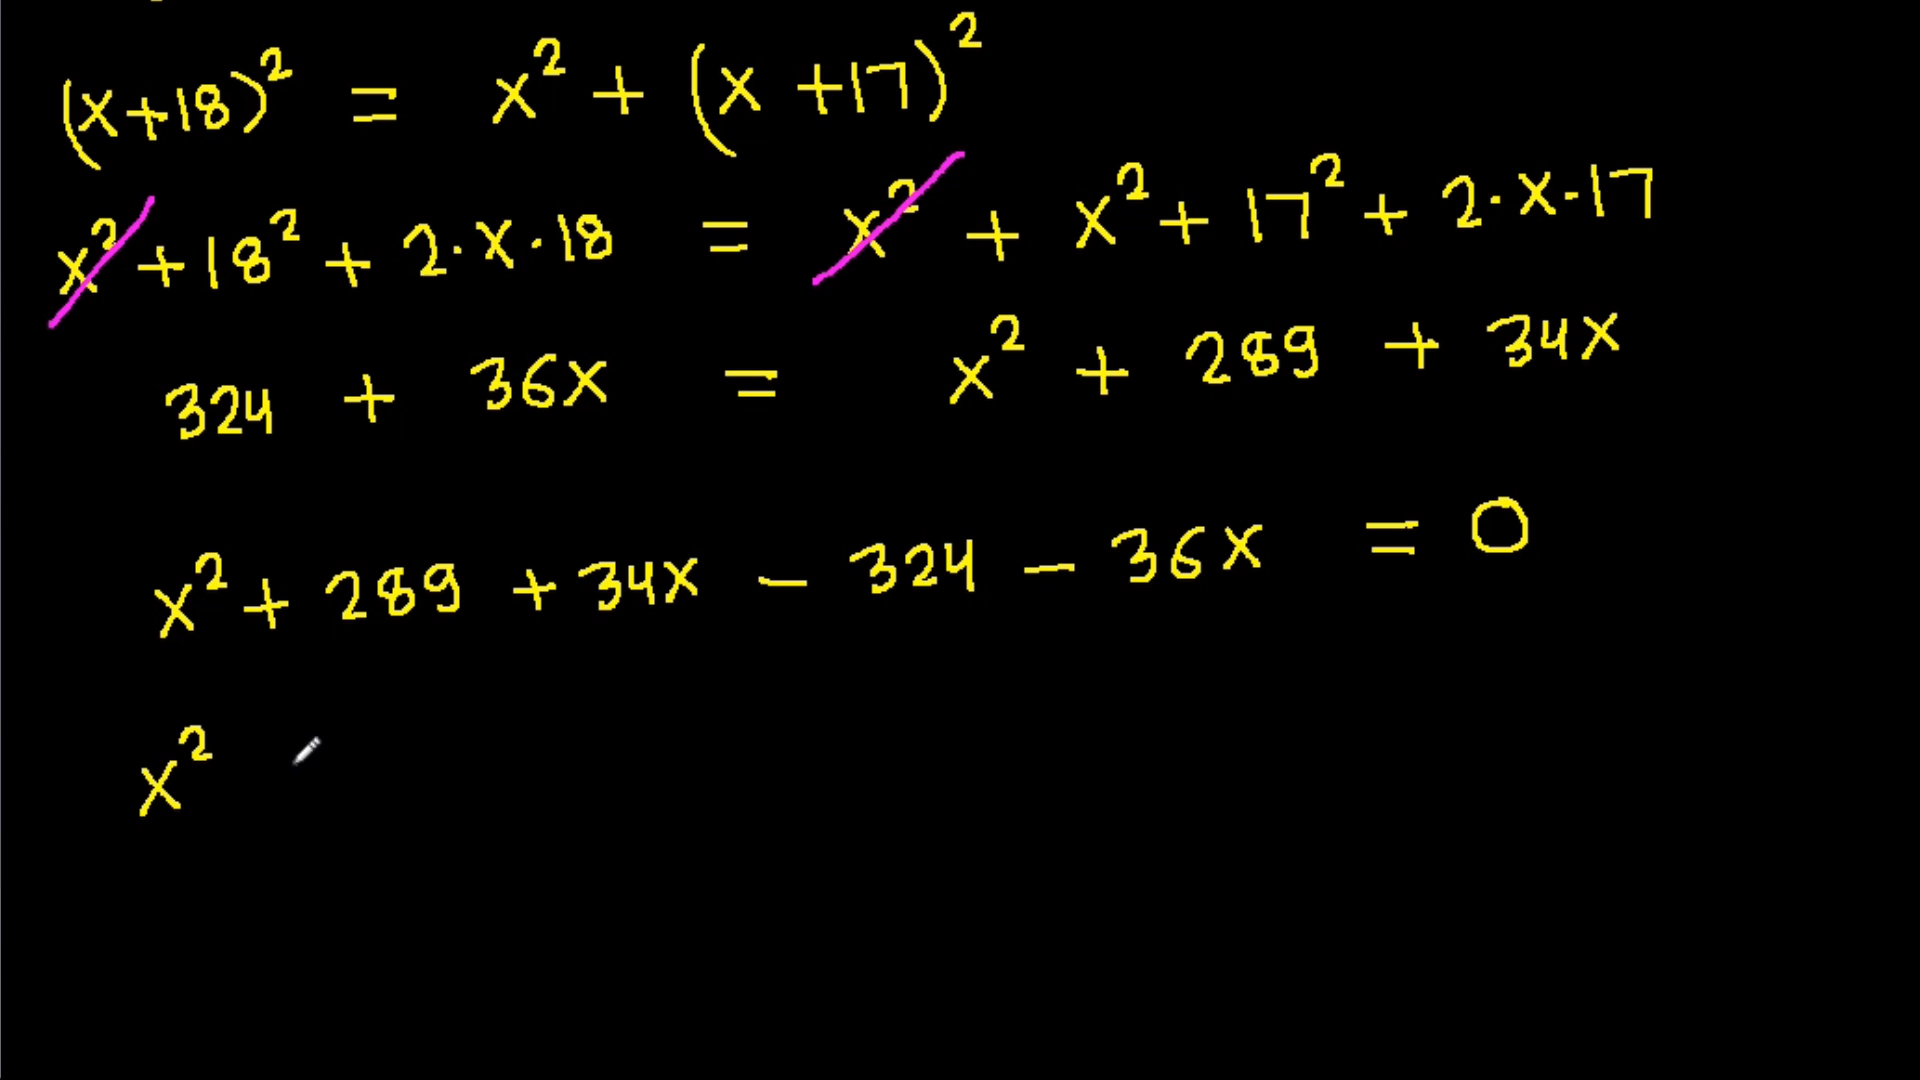 (x+18)² = x² + (x +17)²
x² + 18² + 2·x·18 = x² + x² + 17² + 2·x·17
324 + 36x = x² + 289 + 34x
x² + 289 + 34x - 324 - 36x = 0
x²